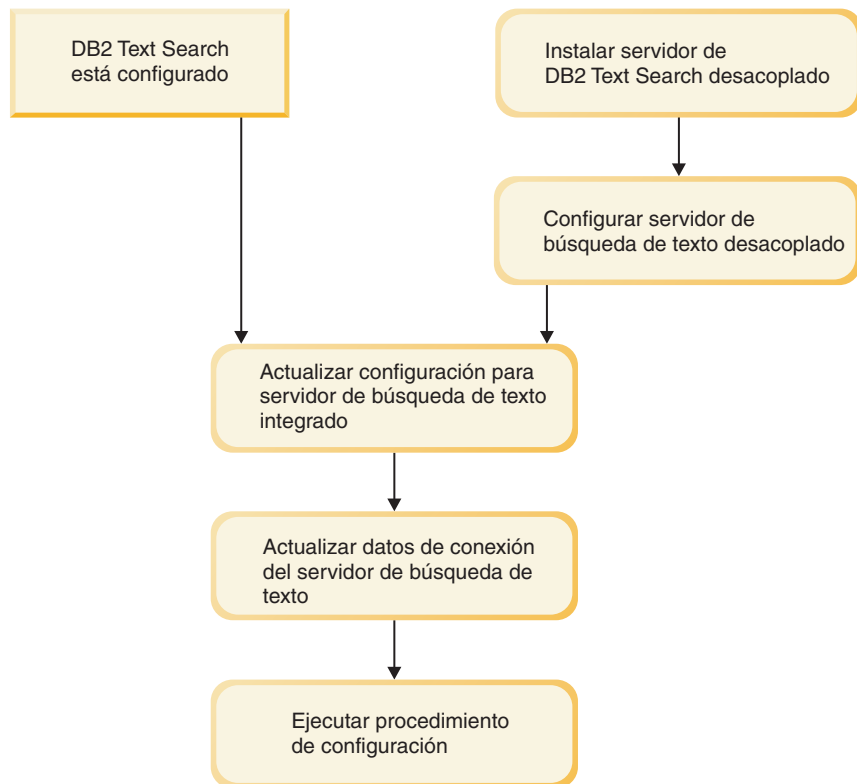 DB2 Text Search
está configurado
Instalar servidor de
DB2 Text Search desacoplado
Configurar servidor de
búsqueda de texto desacoplado
Actualizar configuración para
servidor de búsqueda de texto
integrado
Actualizar datos de conexión
del servidor de búsqueda de
texto
Ejecutar procedimiento
de configuración